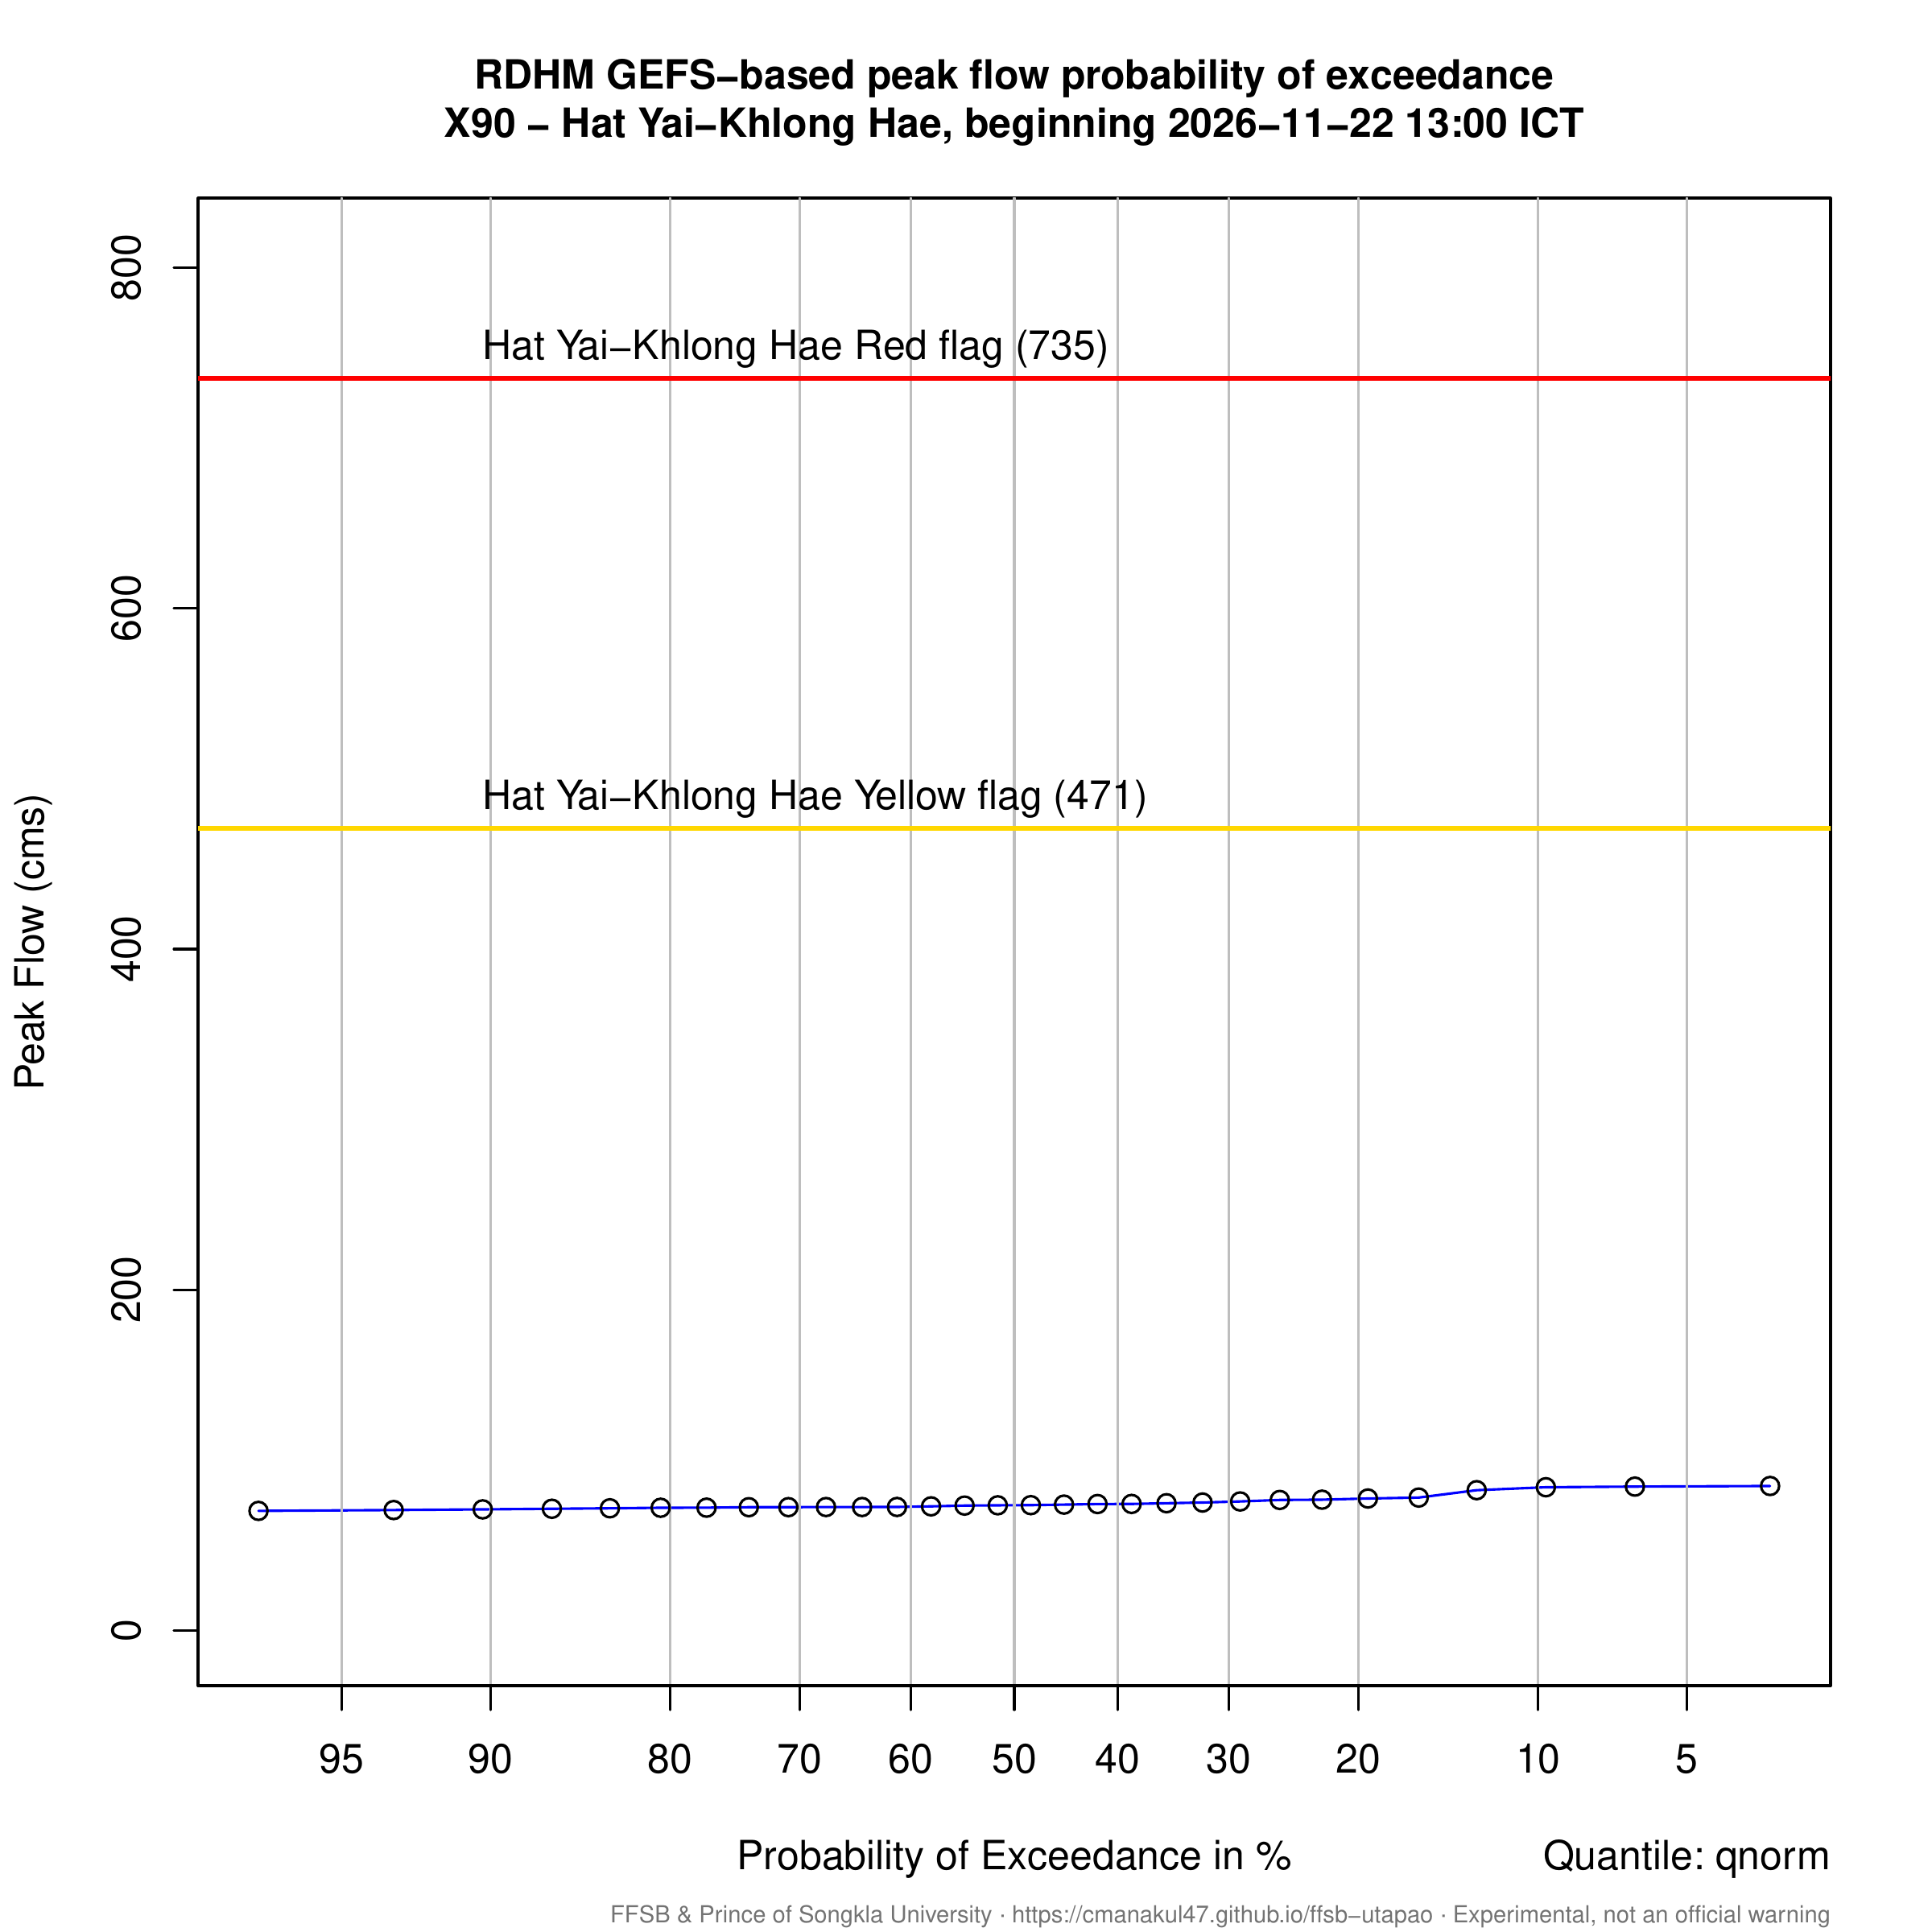 RDHM GEFS–based peak flow probability of exceedance
X90 – Hat Yai–Khlong Hae, beginning 2026–11–22 13:00 ICT
800
600
400
200
0
Peak Flow (cms)
Hat Yai–Khlong Hae Red flag (735)
Hat Yai–Khlong Hae Yellow flag (471)
95 90 80 70 60 50 40 30 20 10 5
Probability of Exceedance in % Quantile: qnorm
FFSB & Prince of Songkla University · https://cmanakul47.github.io/ffsb–utapao · Experimental, not an official warning